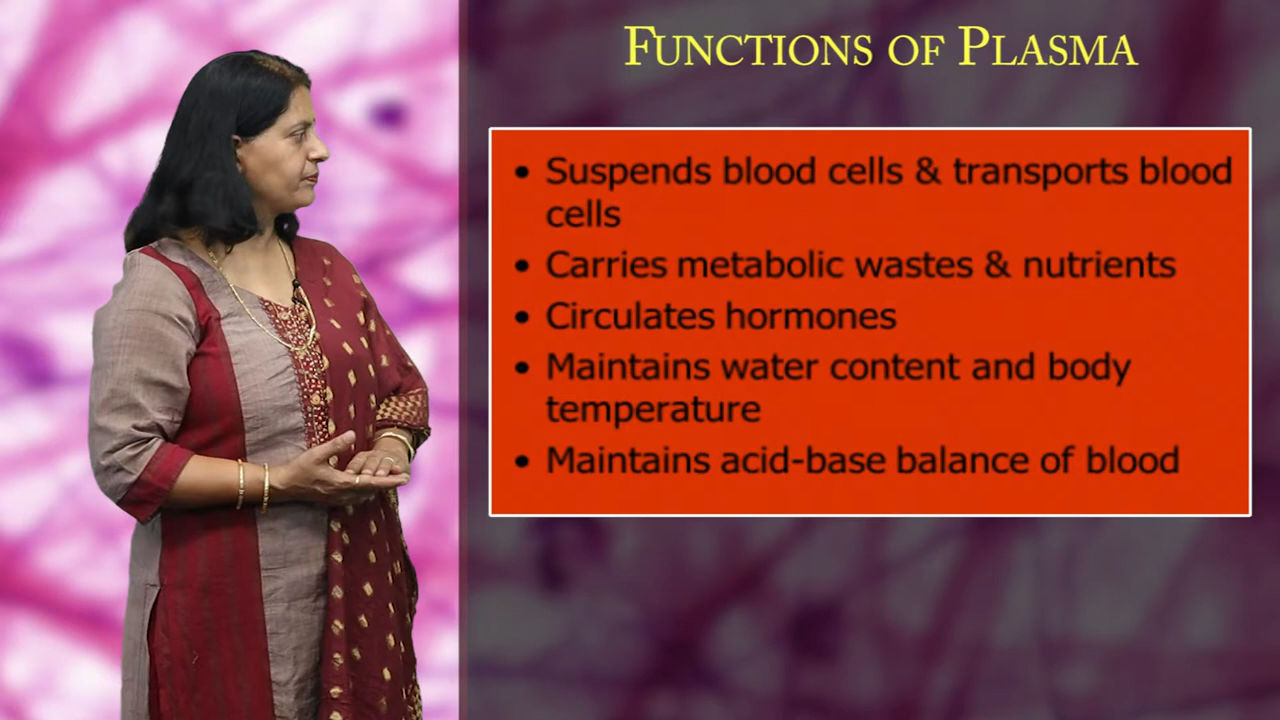 FUNCTIONS OF PLASMA
• Suspends blood cells & transports blood
cells
• Carries metabolic wastes & nutrients
• Circulates hormones
• Maintains water content and body
temperature
• Maintains acid-base balance of blood